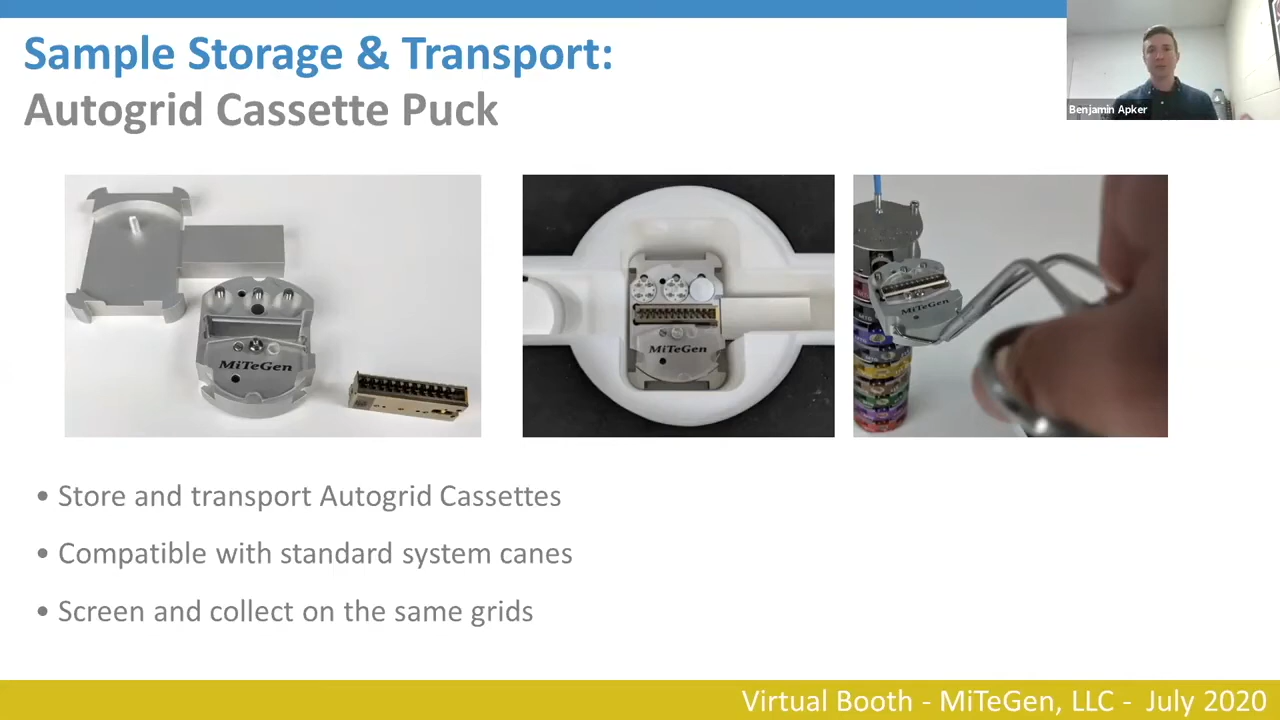 Sample Storage & Transport:
Autogrid Cassette Puck
Benjamin Apker
MiTeGen
MiTeGen
MiTeGen
• Store and transport Autogrid Cassettes
• Compatible with standard system canes
• Screen and collect on the same grids
Virtual Booth - MiTeGen, LLC - July 2020